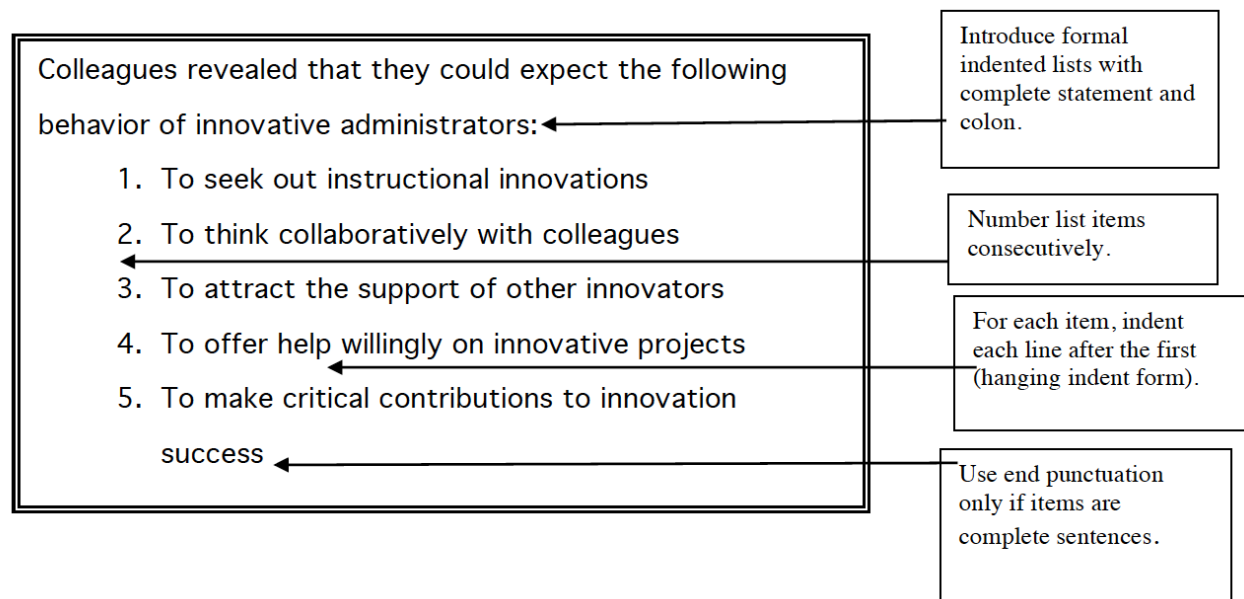 Colleagues revealed that they could expect the following
behavior of innovative administrators:
1. To seek out instructional innovations
2. To think collaboratively with colleagues
3. To attract the support of other innovators
4. To offer help willingly on innovative projects
5. To make critical contributions to innovation
success
Introduce formal
indented lists with
complete statement and
colon.
Number list items
consecutively.
For each item, indent
each line after the first
(hanging indent form).
Use end punctuation
only if items are
complete sentences.